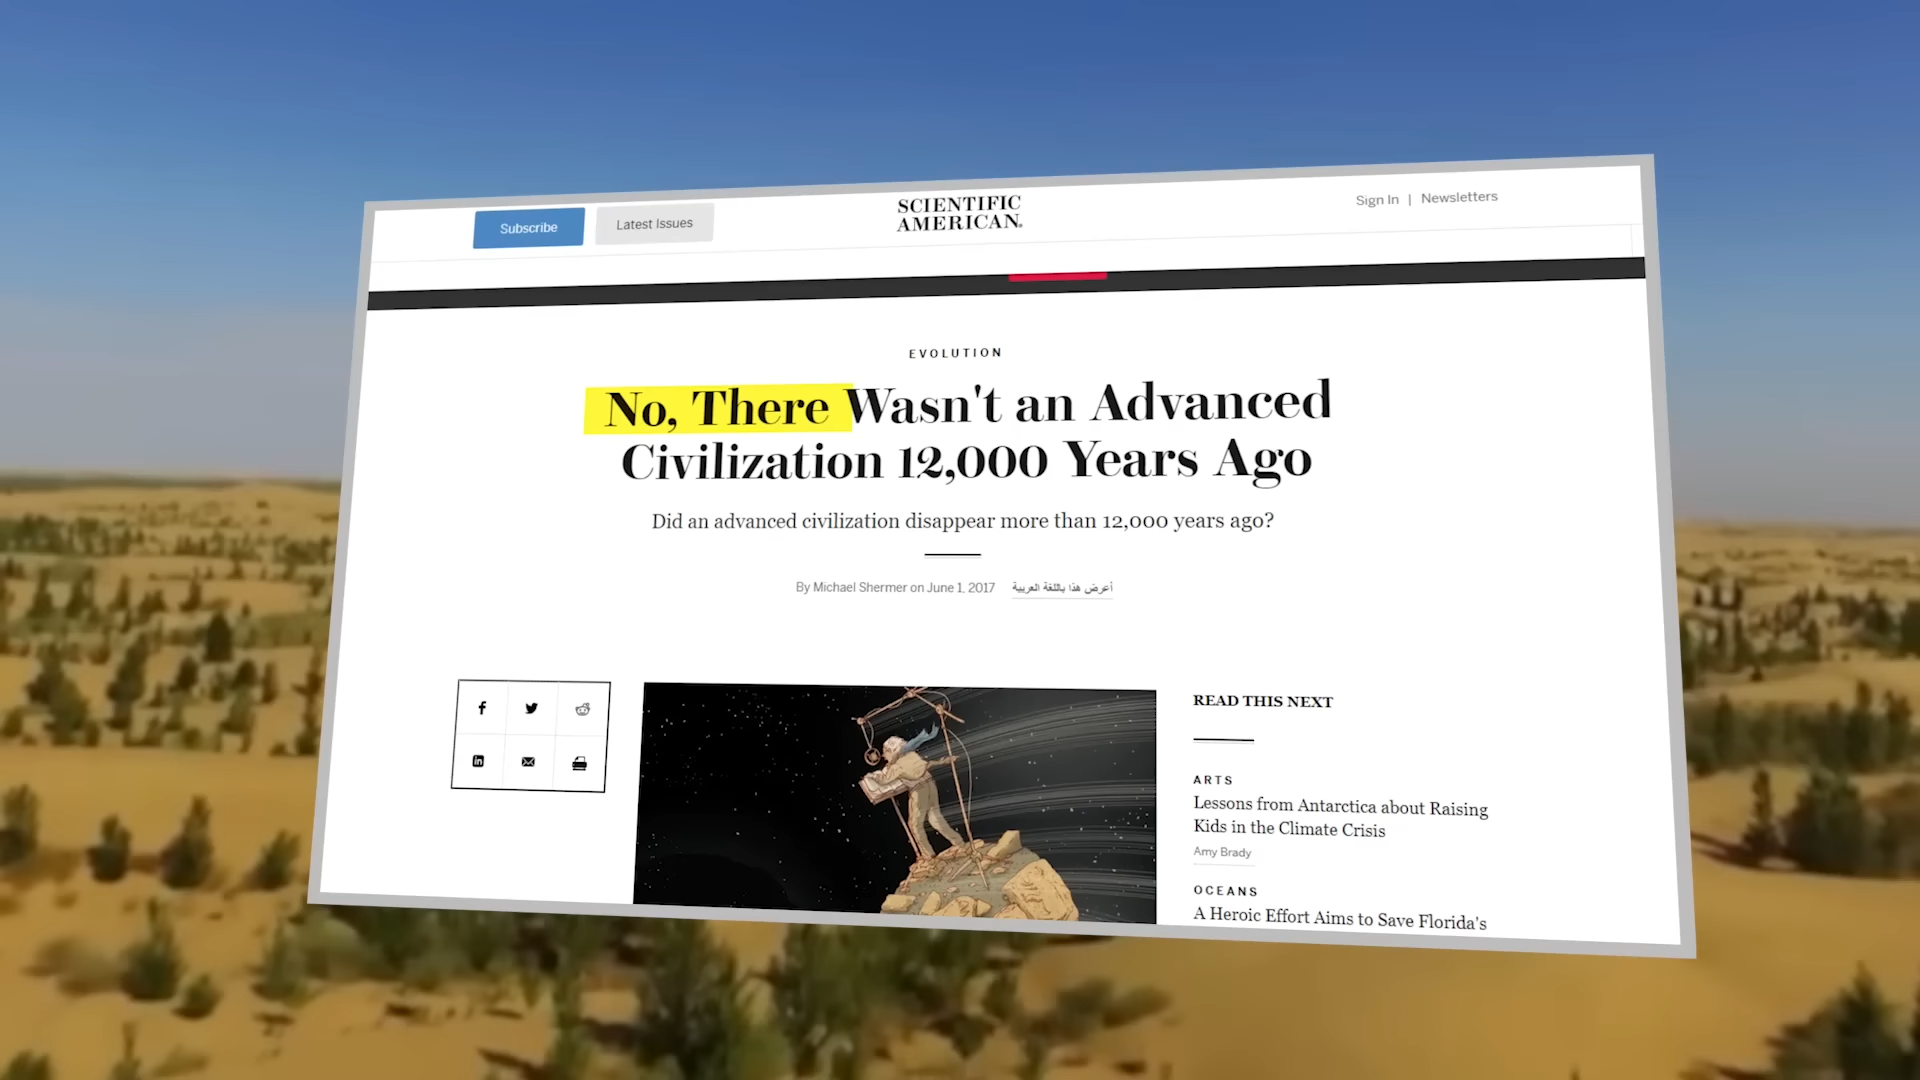 Subscribe
Latest Issues
SCIENTIFIC
AMERICAN®
Sign In | Newsletters
EVOLUTION
No, There Wasn't an Advanced
Civilization 12,000 Years Ago
Did an advanced civilization disappear more than 12,000 years ago?
By Michael Shermer on June 1, 2017 أعرض هذا باللغة العربية
READ THIS NEXT
ARTS
Lessons from Antarctica about Raising
Kids in the Climate Crisis
Amy Brady
OCEANS
A Heroic Effort Aims to Save Florida's